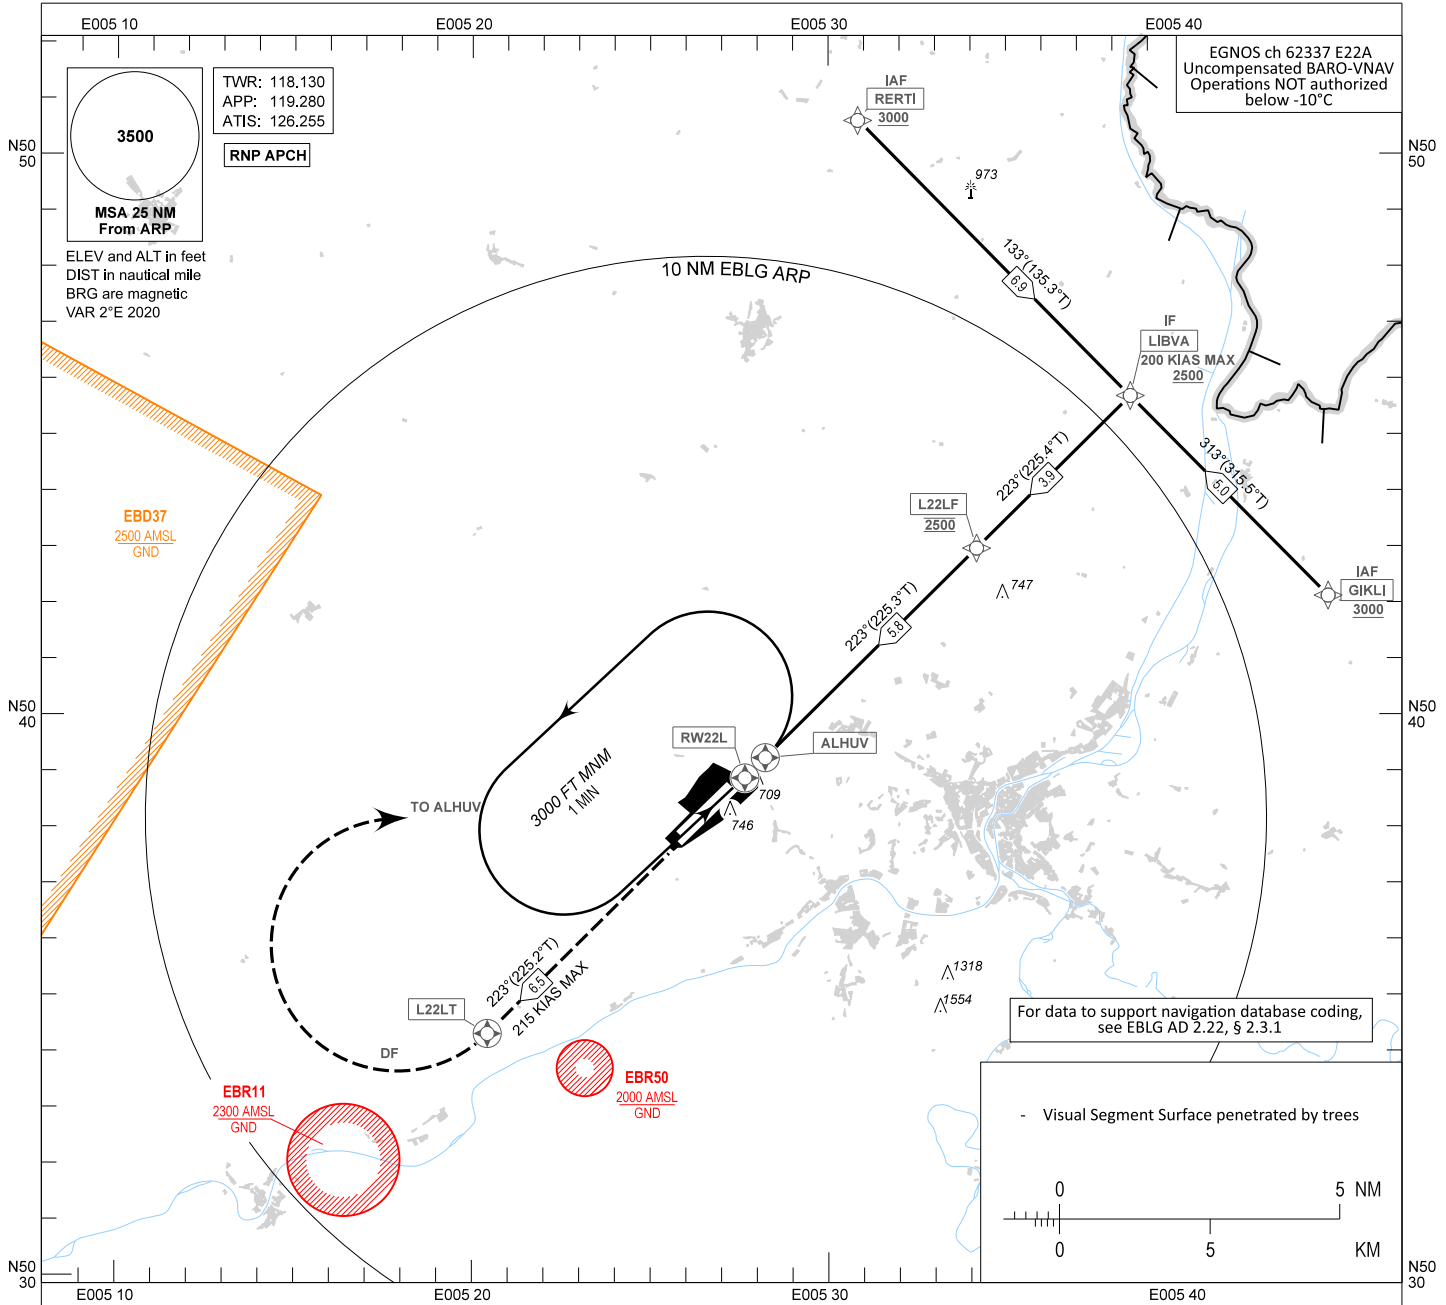 E005 10
E005 20
E005 30
E005 40
EGNOS ch 62337 E22A
Uncompensated BARO-VNAV
Operations NOT authorized
below -10°C
3500
MSA 25 NM
From ARP
TWR: 118.130
APP: 119.280
ATIS: 126.255
RNP APCH
ELEV and ALT in feet
DIST in nautical mile
BRG are magnetic
VAR 2°E 2020
N50
50
N50
50
IAF
RERTI
3000
973
10 NM EBLG ARP
133°(135.3°T)
6.9
IF
LIBVA
200 KIAS MAX
2500
313°(315.5°T)
5.0
223°(225.4°T)
3.9
L22LF
2500
EBD37
2500 AMSL
GND
747
IAF
GIKLI
3000
223°(225.3°T)
5.8
N50
40
N50
40
RW22L
ALHUV
3000 FT MNM
1 MIN
709
746
TO ALHUV
223°(225.2°T)
6.5
215 KIAS MAX
L22LT
DF
1318
1554
For data to support navigation database coding,
see EBLG AD 2.22, § 2.3.1
EBR11
2300 AMSL
GND
EBR50
2000 AMSL
GND
- Visual Segment Surface penetrated by trees
0 5 NM
0 5 KM
N50
30
N50
30
E005 10
E005 20
E005 30
E005 40